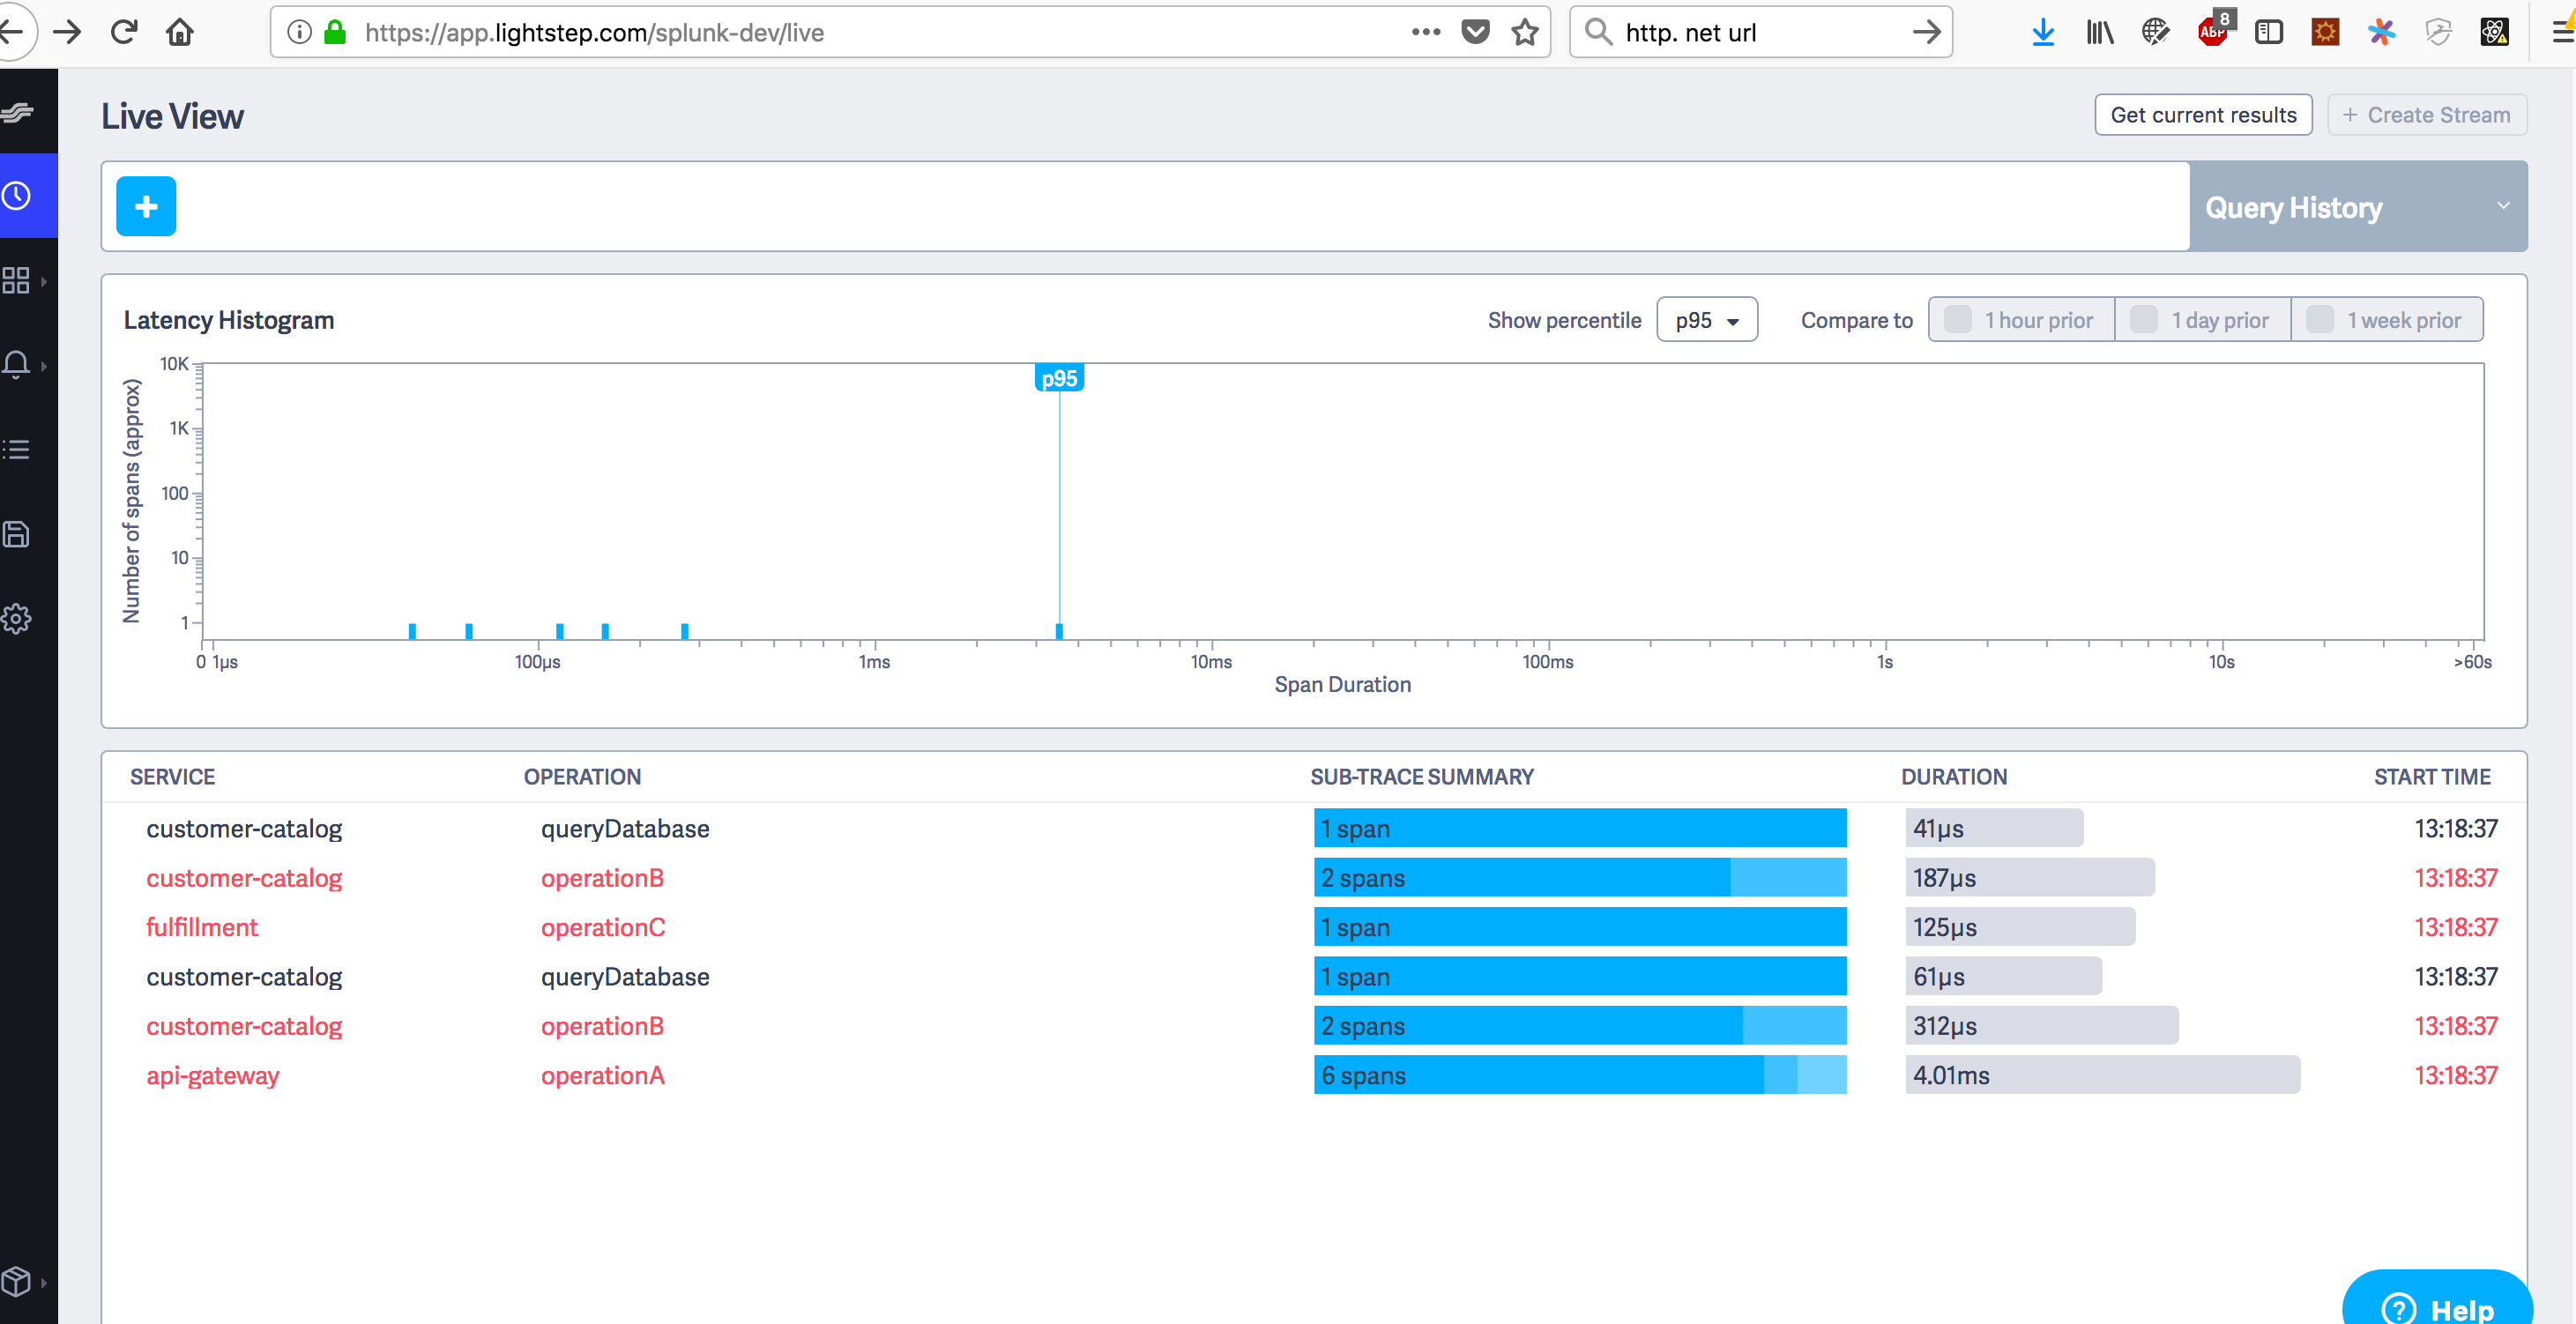 https://app.lightstep.com/splunk-dev/live
http. net url
ABP
8
Live View
Get current results
+ Create Stream
Query History
Latency Histogram
Show percentile
p95
Compare to
1 hour prior
1 day prior
1 week prior
Number of spans (approx)
10K
1K
100
10
1
p95
0 1µs 100µs 1ms 10ms 100ms 1s 10s >60s
Span Duration
SERVICE OPERATION SUB-TRACE SUMMARY DURATION START TIME
customer-catalog queryDatabase 1 span 41µs 13:18:37
customer-catalog operationB 2 spans 187µs 13:18:37
fulfillment operationC 1 span 125µs 13:18:37
customer-catalog queryDatabase 1 span 61µs 13:18:37
customer-catalog operationB 2 spans 312µs 13:18:37
api-gateway operationA 6 spans 4.01ms 13:18:37
? Help